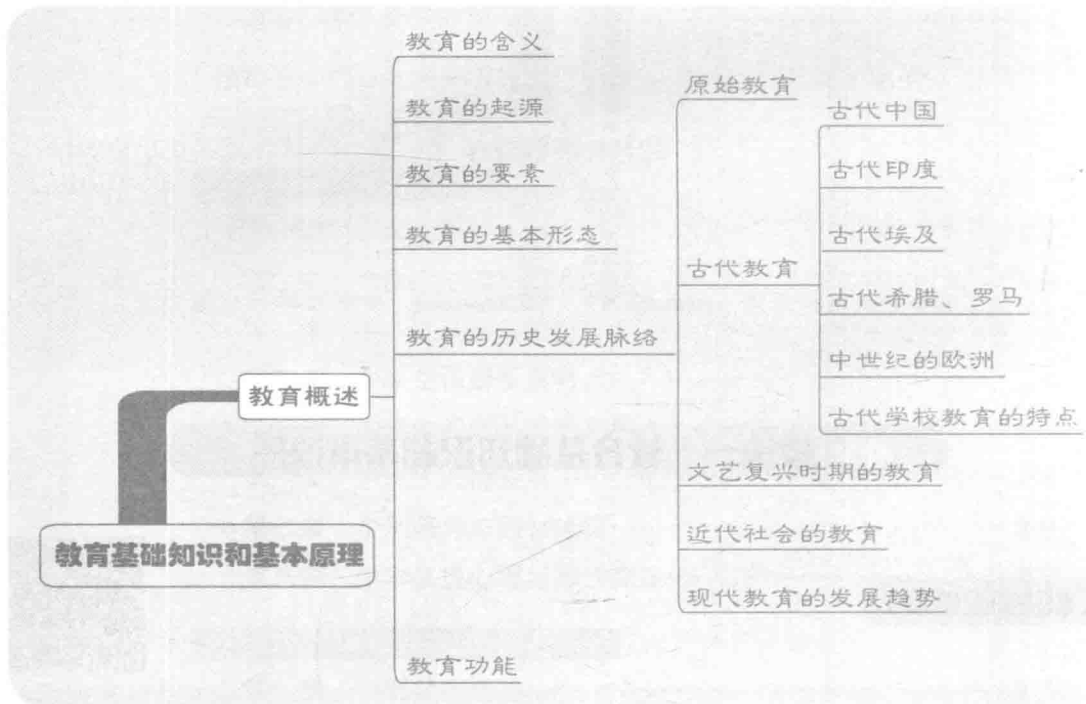 教育基础知识和基本原理
教育概述
教育的含义
教育的起源
教育的要素
教育的基本形态
教育的历史发展脉络
原始教育
古代教育
古代中国
古代印度
古代埃及
古代希腊、罗马
中世纪的欧洲
古代学校教育的特点
文艺复兴时期的教育
近代社会的教育
现代教育的发展趋势
教育功能